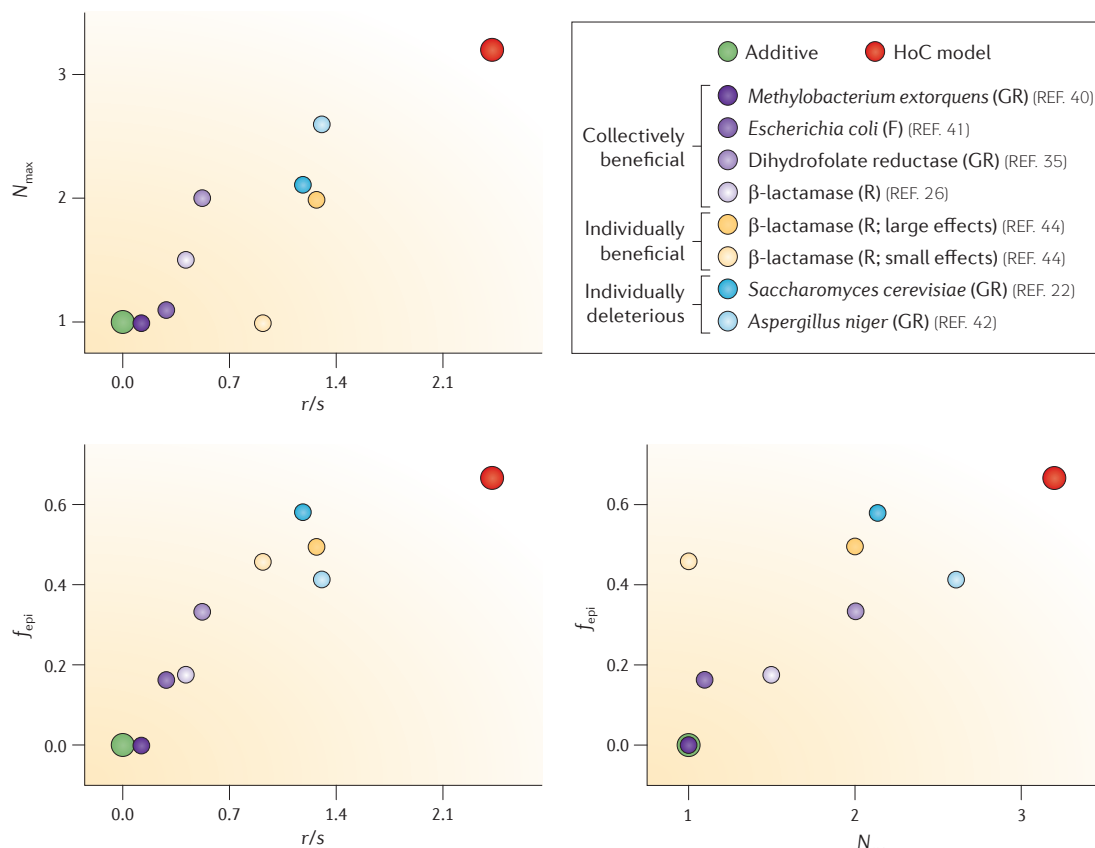 3
2
1
N max
0.0 0.7 1.4 2.1
r/s
Additive HoC model
Collectively beneficial
Methylobacterium extorquens (GR) (REF. 40)
Escherichia coli (F) (REF. 41)
Dihydrofolate reductase (GR) (REF. 35)
β-lactamase (R) (REF. 26)
Individually beneficial
β-lactamase (R; large effects) (REF. 44)
β-lactamase (R; small effects) (REF. 44)
Individually deleterious
Saccharomyces cerevisiae (GR) (REF. 22)
Aspergillus niger (GR) (REF. 42)
0.6
0.4
0.2
0.0
f epi
0.0 0.7 1.4 2.1
r/s
0.6
0.4
0.2
0.0
f epi
1 2 3
N